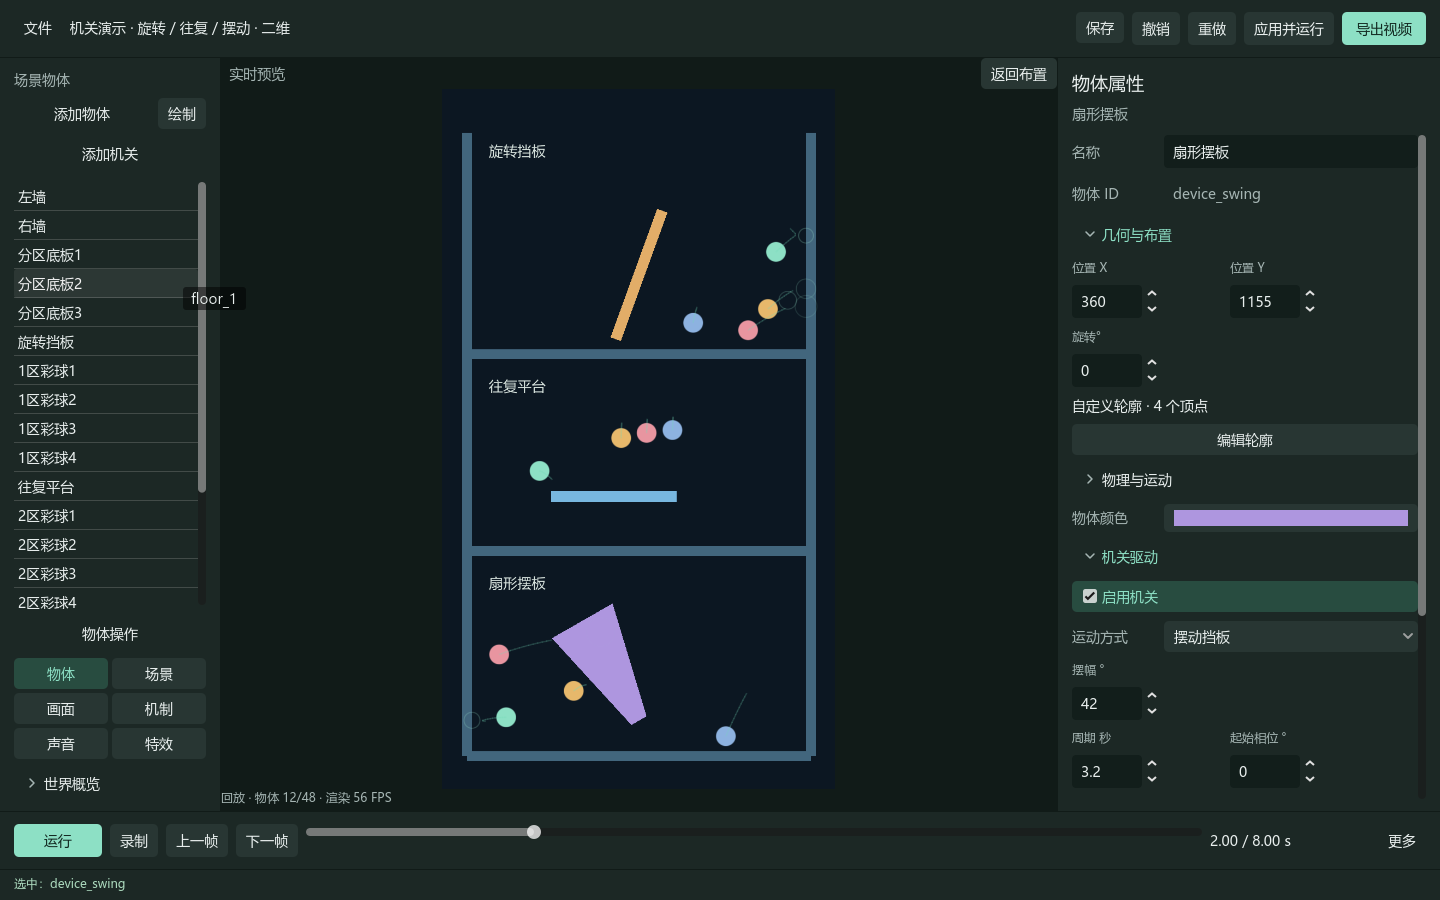 文件
机关演示 · 旋转 / 往复 / 摆动 · 二维
保存
撤销
重做
应用并运行
导出视频
场景物体
添加物体
绘制
添加机关
左墙
右墙
分区底板1
分区底板2
floor_1
分区底板3
旋转挡板
1区彩球1
1区彩球2
1区彩球3
1区彩球4
往复平台
2区彩球1
2区彩球2
2区彩球3
2区彩球4
物体操作
物体
场景
画面
机制
声音
特效
世界概览
实时预览
返回布置
旋转挡板
往复平台
扇形摆板
回放 · 物体 12/48 · 渲染 56 FPS
物体属性
扇形摆板
名称
扇形摆板
物体 ID
device_swing
几何与布置
位置 X
位置 Y
360
1155
旋转°
0
自定义轮廓 · 4 个顶点
编辑轮廓
物理与运动
物体颜色
机关驱动
启用机关
运动方式
摆动挡板
摆幅 °
42
周期 秒
起始相位 °
3.2
0
运行
录制
上一帧
下一帧
2.00 / 8.00 s
更多
选中: device_swing